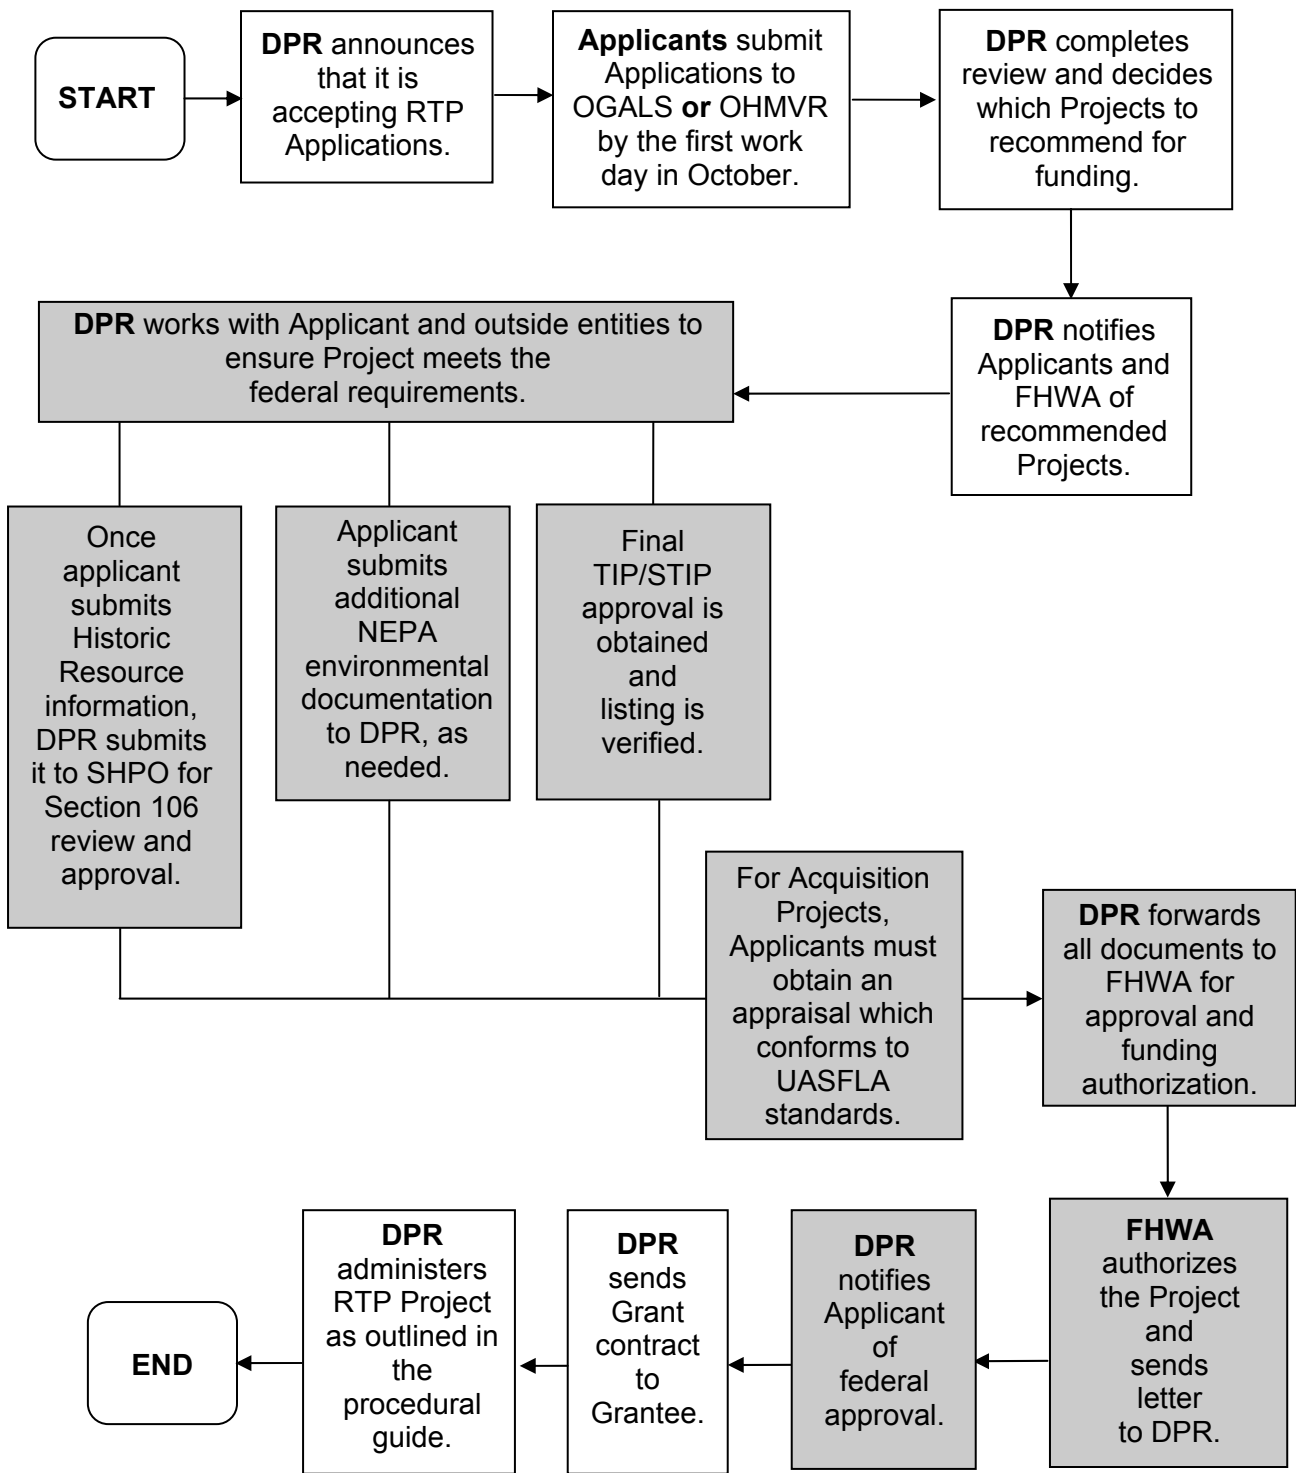 START
DPR announces
that it is
accepting RTP
Applications.
Applicants submit
Applications to
OGALS or OHMVR
by the first work
day in October.
DPR completes
review and decides
which Projects to
recommend for
funding.
DPR notifies
Applicants and
FHWA of
recommended
Projects.
DPR works with Applicant and outside entities to
ensure Project meets the
federal requirements.
Once
applicant
submits
Historic
Resource
information,
DPR submits
it to SHPO for
Section 106
review and
approval.
Applicant
submits
additional
NEPA
environmental
documentation
to DPR, as
needed.
Final
TIP/STIP
approval is
obtained
and
listing is
verified.
For Acquisition
Projects,
Applicants must
obtain an
appraisal which
conforms to
UASFLA
standards.
DPR forwards
all documents to
FHWA for
approval and
funding
authorization.
FHWA
authorizes
the Project
and
sends
letter
to DPR.
DPR
notifies
Applicant
of
federal
approval.
DPR
sends
Grant
contract
to
Grantee.
DPR
administers
RTP Project
as outlined in
the
procedural
guide.
END